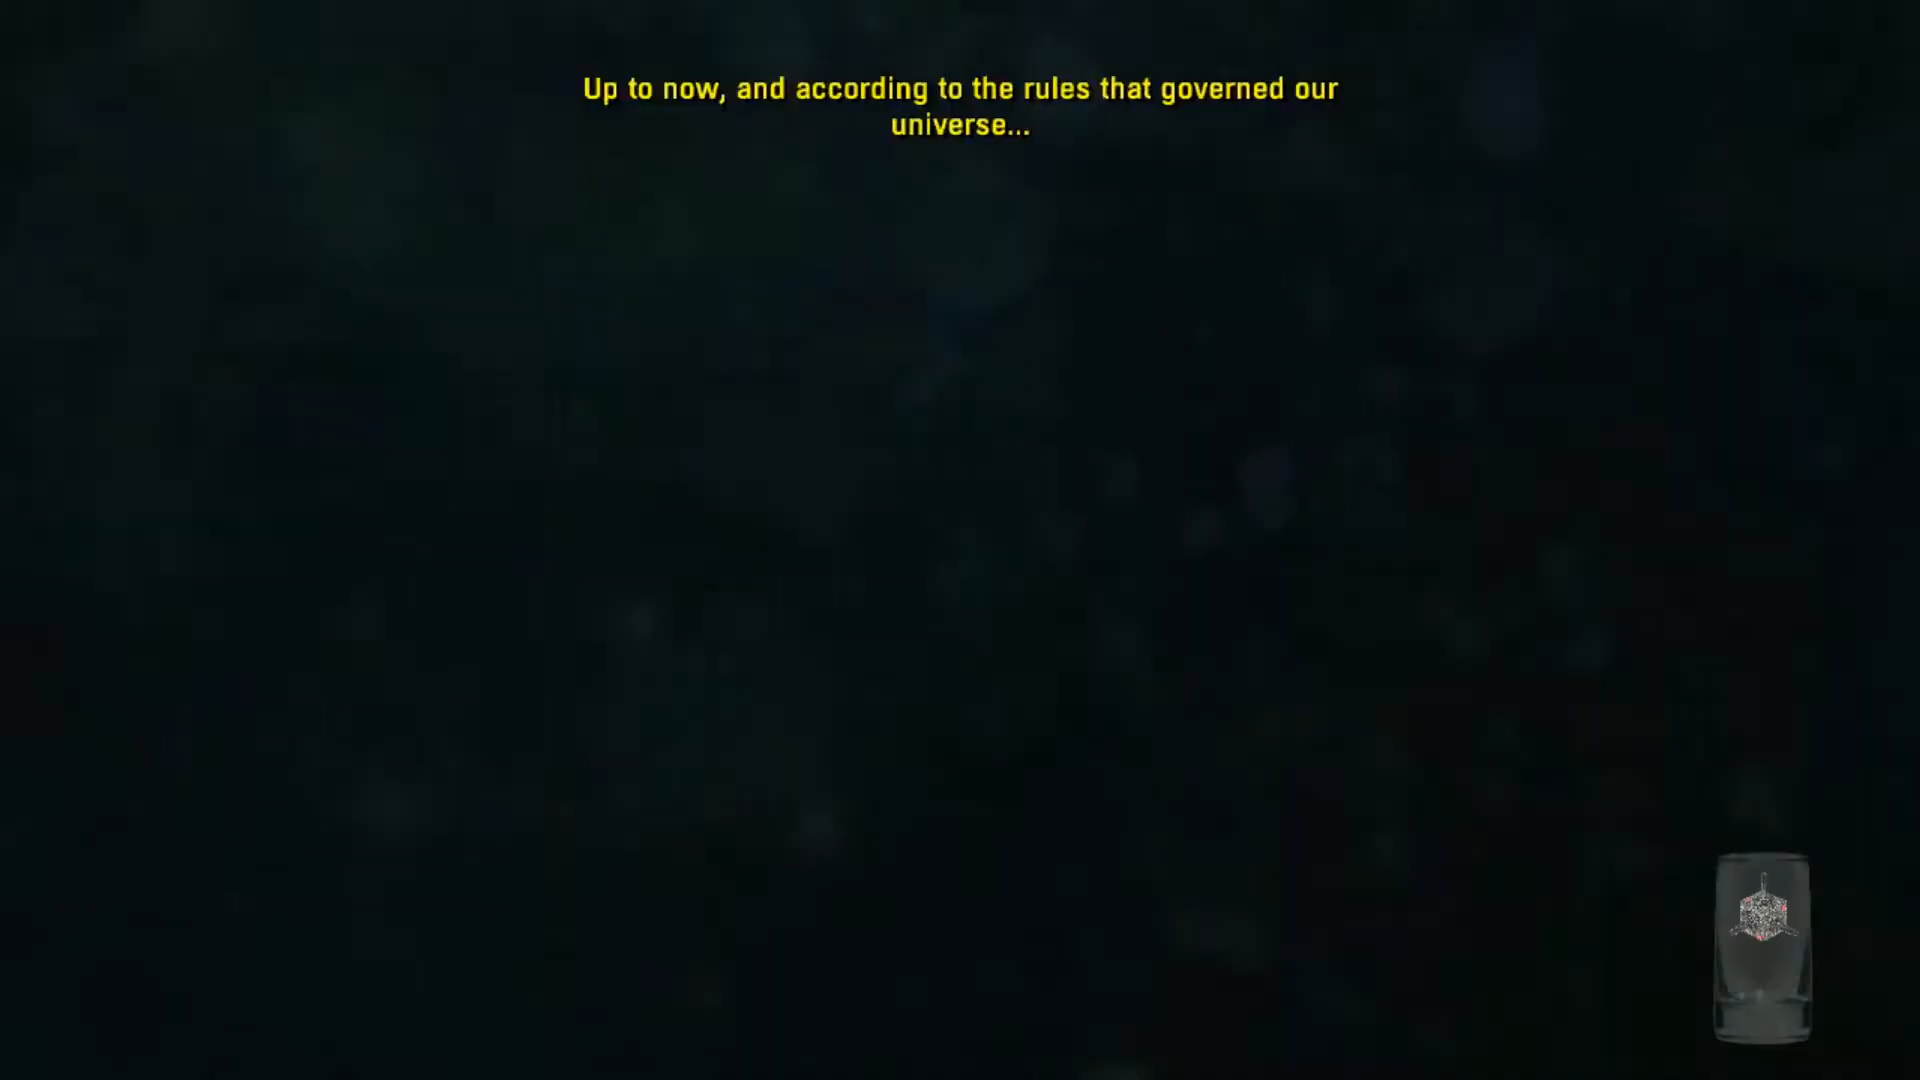 Up to now, and according to the rules that governed our
universe...